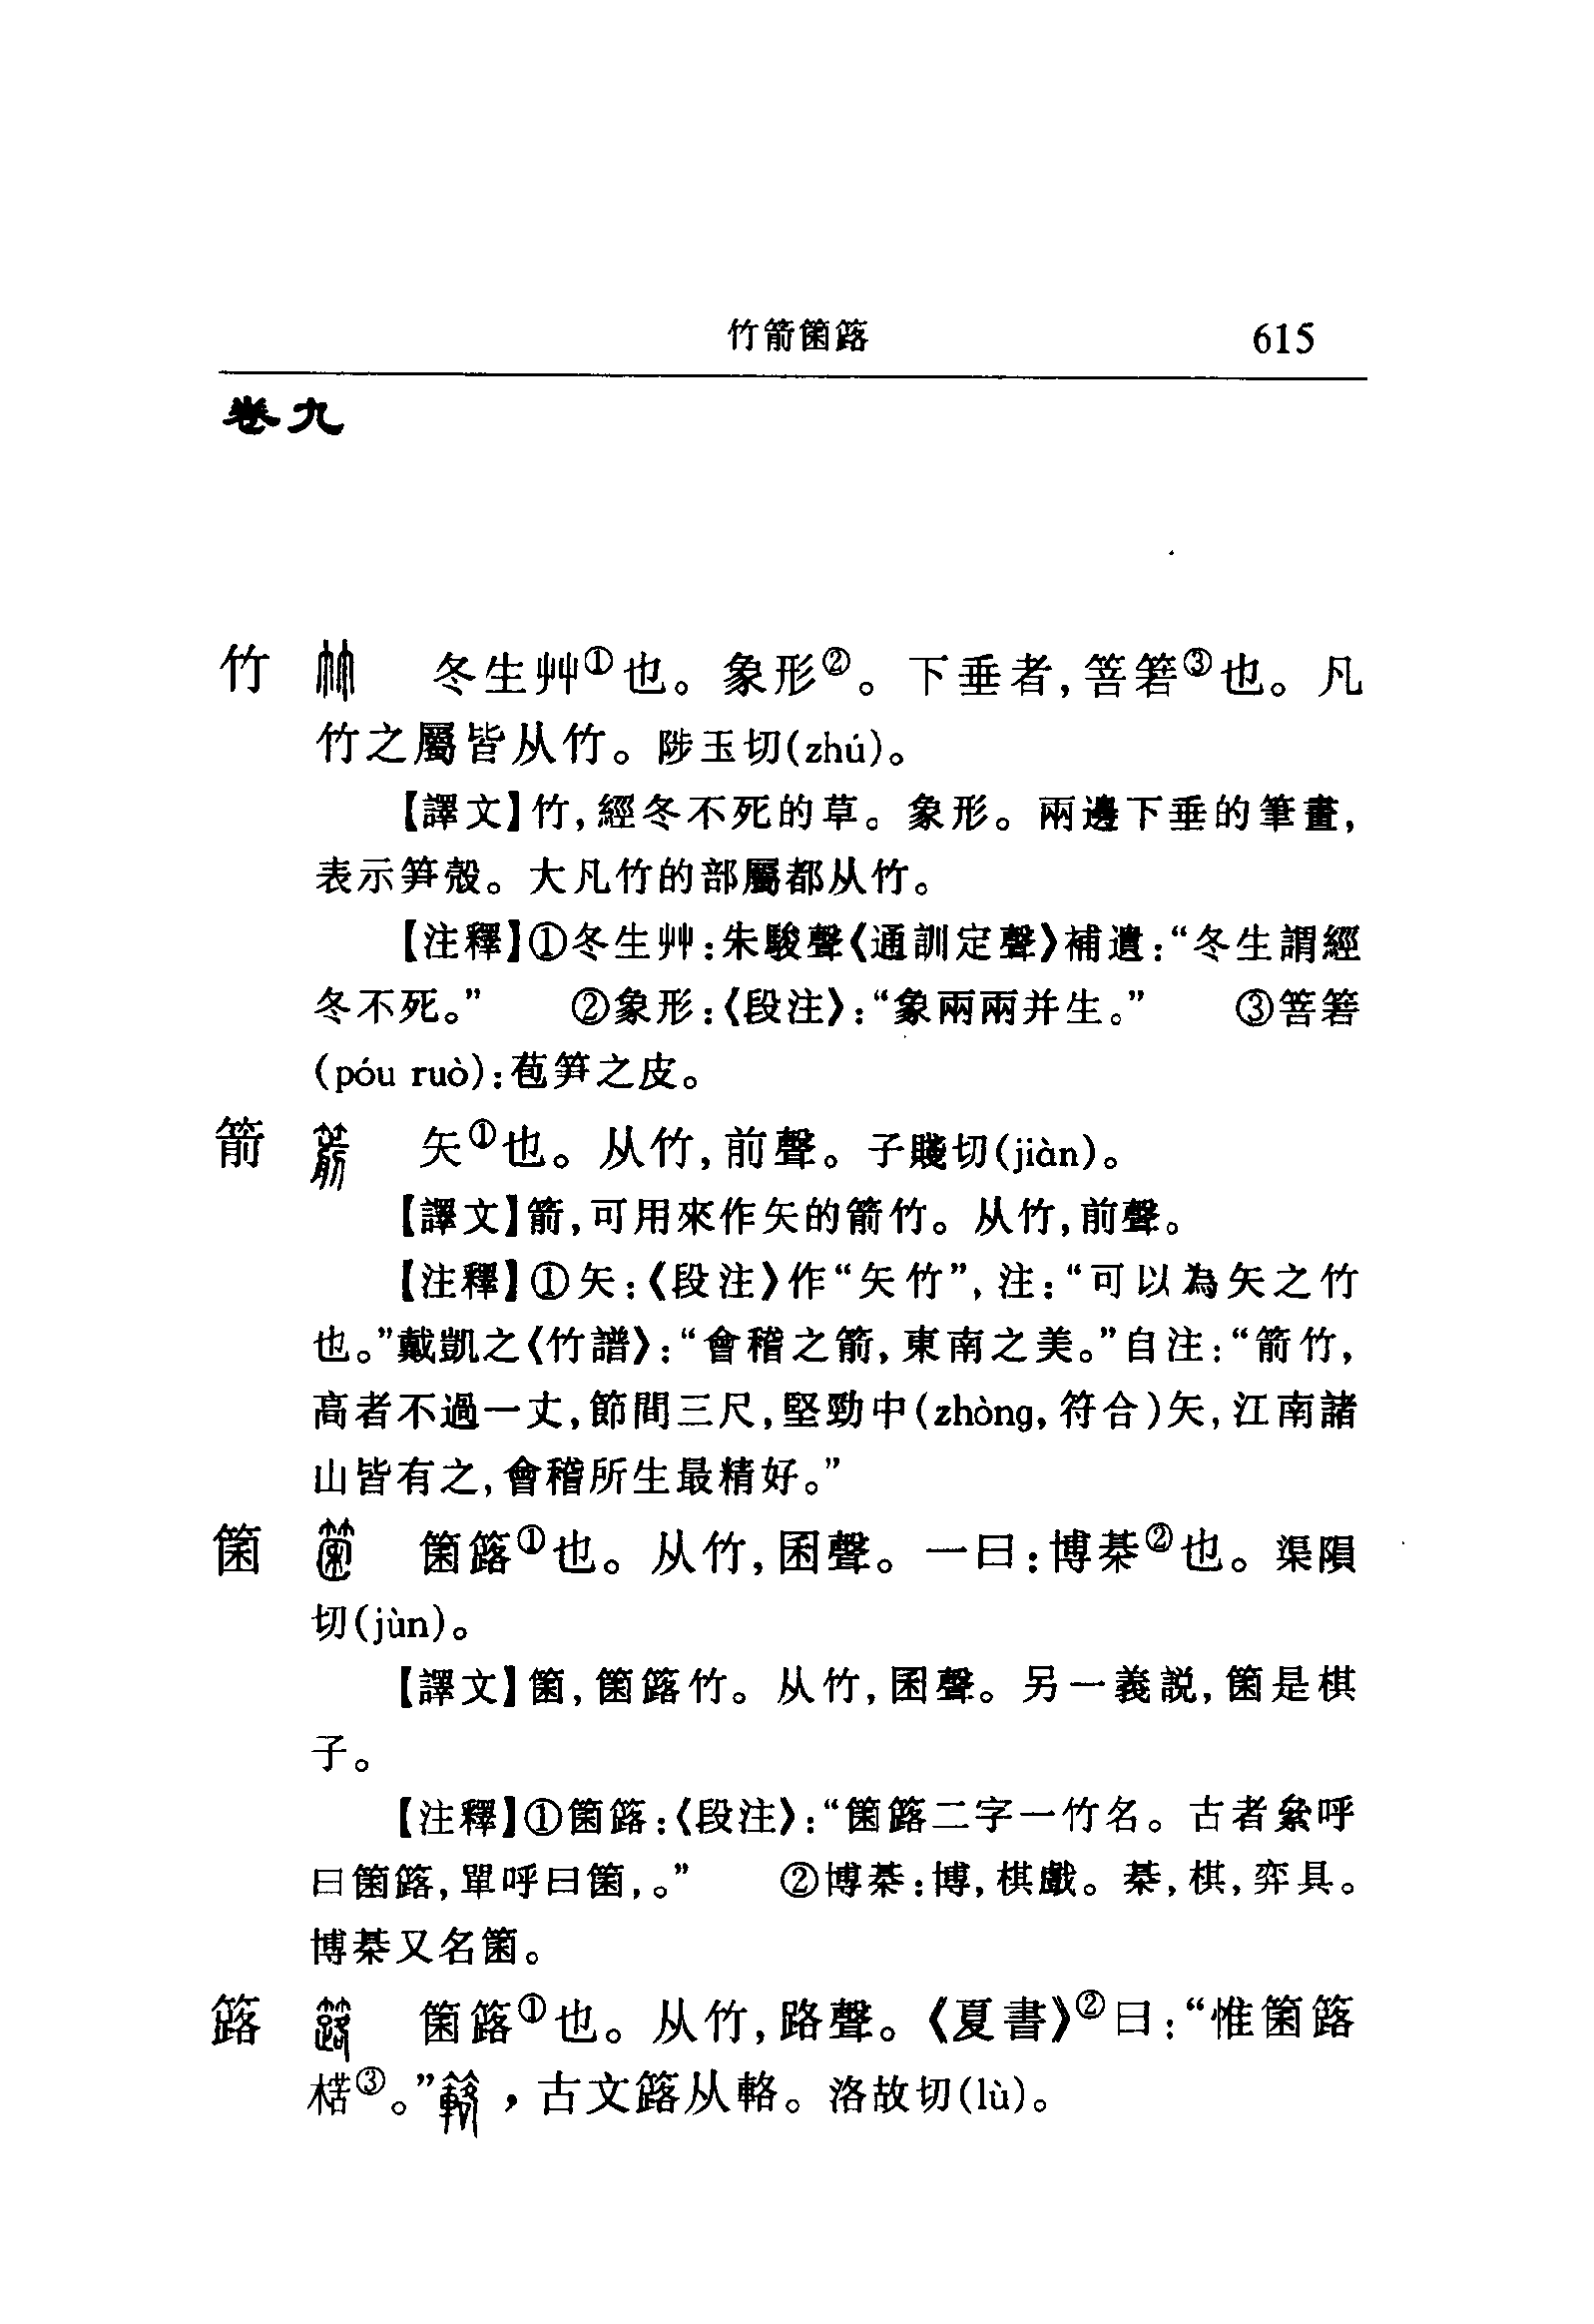 竹箭箘簬 615
卷九
竹 冬生艸①也。象形②。下垂者,箁箬③也。凡
竹之屬皆从竹。陟玉切(zhú)。
【譯文】竹,經冬不死的草。象形。兩邊下垂的筆畫,
表示筍殼。大凡竹的部屬都从竹。
【注釋】①冬生艸:朱駿聲《通訓定聲》補遺:“冬生謂經
冬不死。” ②象形:《段注》:“象兩兩并生。” ③箁箬
(póu ruò):苞筍之皮。
箭 矢①也。从竹,前聲。子賤切(jiàn)。
【譯文】箭,可用來作矢的箭竹。从竹,前聲。
【注釋】①矢:《段注》作“矢竹”,注:“可以為矢之竹
也。”戴凱之《竹譜》:“會稽之箭,東南之美。”自注:“箭竹,
高者不過一丈,節間三尺,堅勁中(zhòng,符合)矢,江南諸
山皆有之,會稽所生最精好。”
箘 箘簬①也。从竹,囷聲。一曰:博棊②也。渠隕
切(jùn)。
【譯文】箘,箘簬竹。从竹,囷聲。另一義説,箘是棋
子。
【注釋】①箘簬:《段注》:“箘簬二字一竹名。古者絫呼
曰箘簬,單呼曰箘,。” ②博棊:博,棋戲。棊,棋,弈具。
博棊又名箘。
簬 箘簬①也。从竹,路聲。《夏書》②曰:“惟箘簬
楛③。”,古文簬从輅。洛故切(lù)。